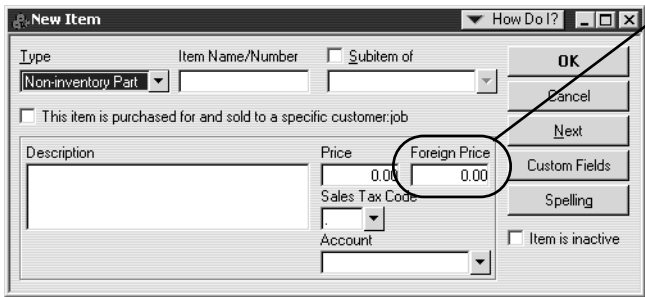 New Item
How Do I?
Type
Item Name/Number
Subitem of
OK
Non-inventory Part
Cancel
This item is purchased for and sold to a specific customer:job
Next
Description
Price
Foreign Price
Custom Fields
0.00
0.00
Sales Tax Code
Spelling
.
Account
Item is inactive